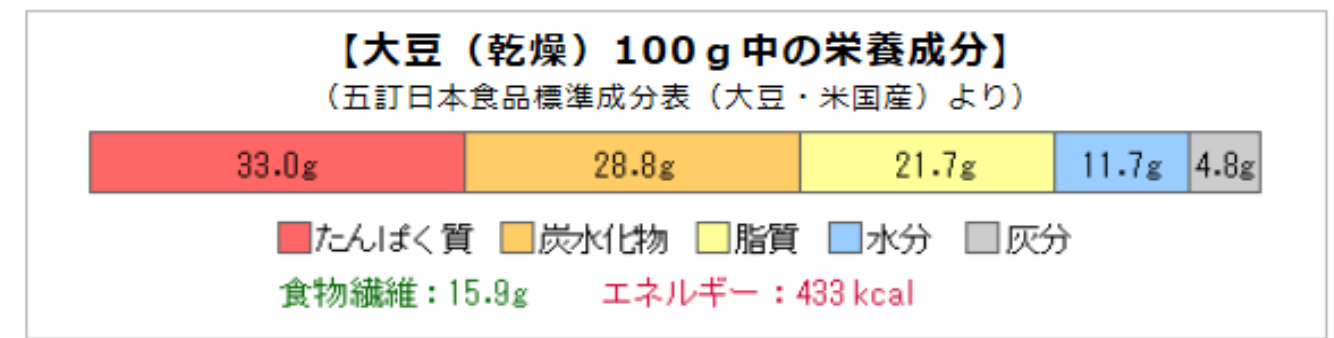 【大豆（乾燥）100g中の栄養成分】
（五訂日本食品標準成分表（大豆・米国産）より）
33.0g 28.8g 21.7g 11.7g 4.8g
たんぱく質 炭水化物 脂質 水分 灰分
食物繊維：15.9g エネルギー：433kcal